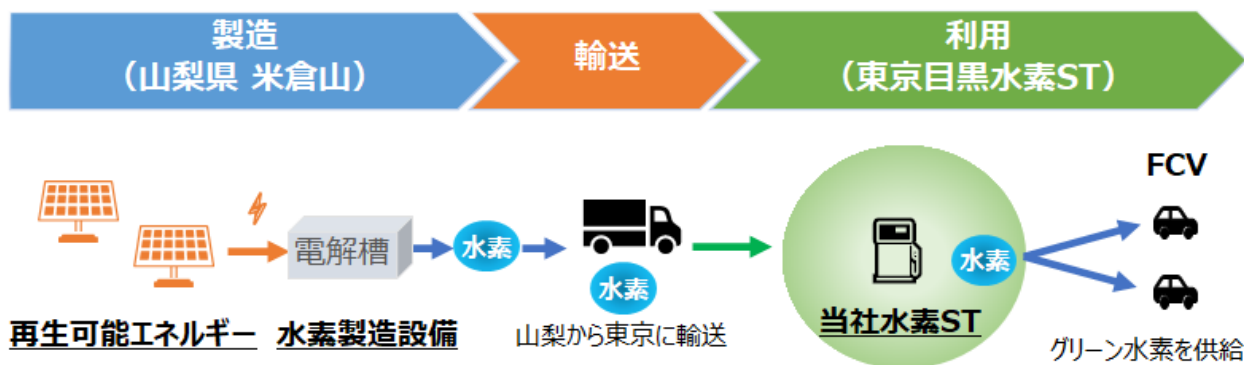 製造
（山梨県 米倉山）
輸送
利用
（東京目黒水素ST）
FCV
電解槽
水素
水素
水素
再生可能エネルギー
水素製造設備
山梨から東京に輸送
当社水素ST
グリーン水素を供給